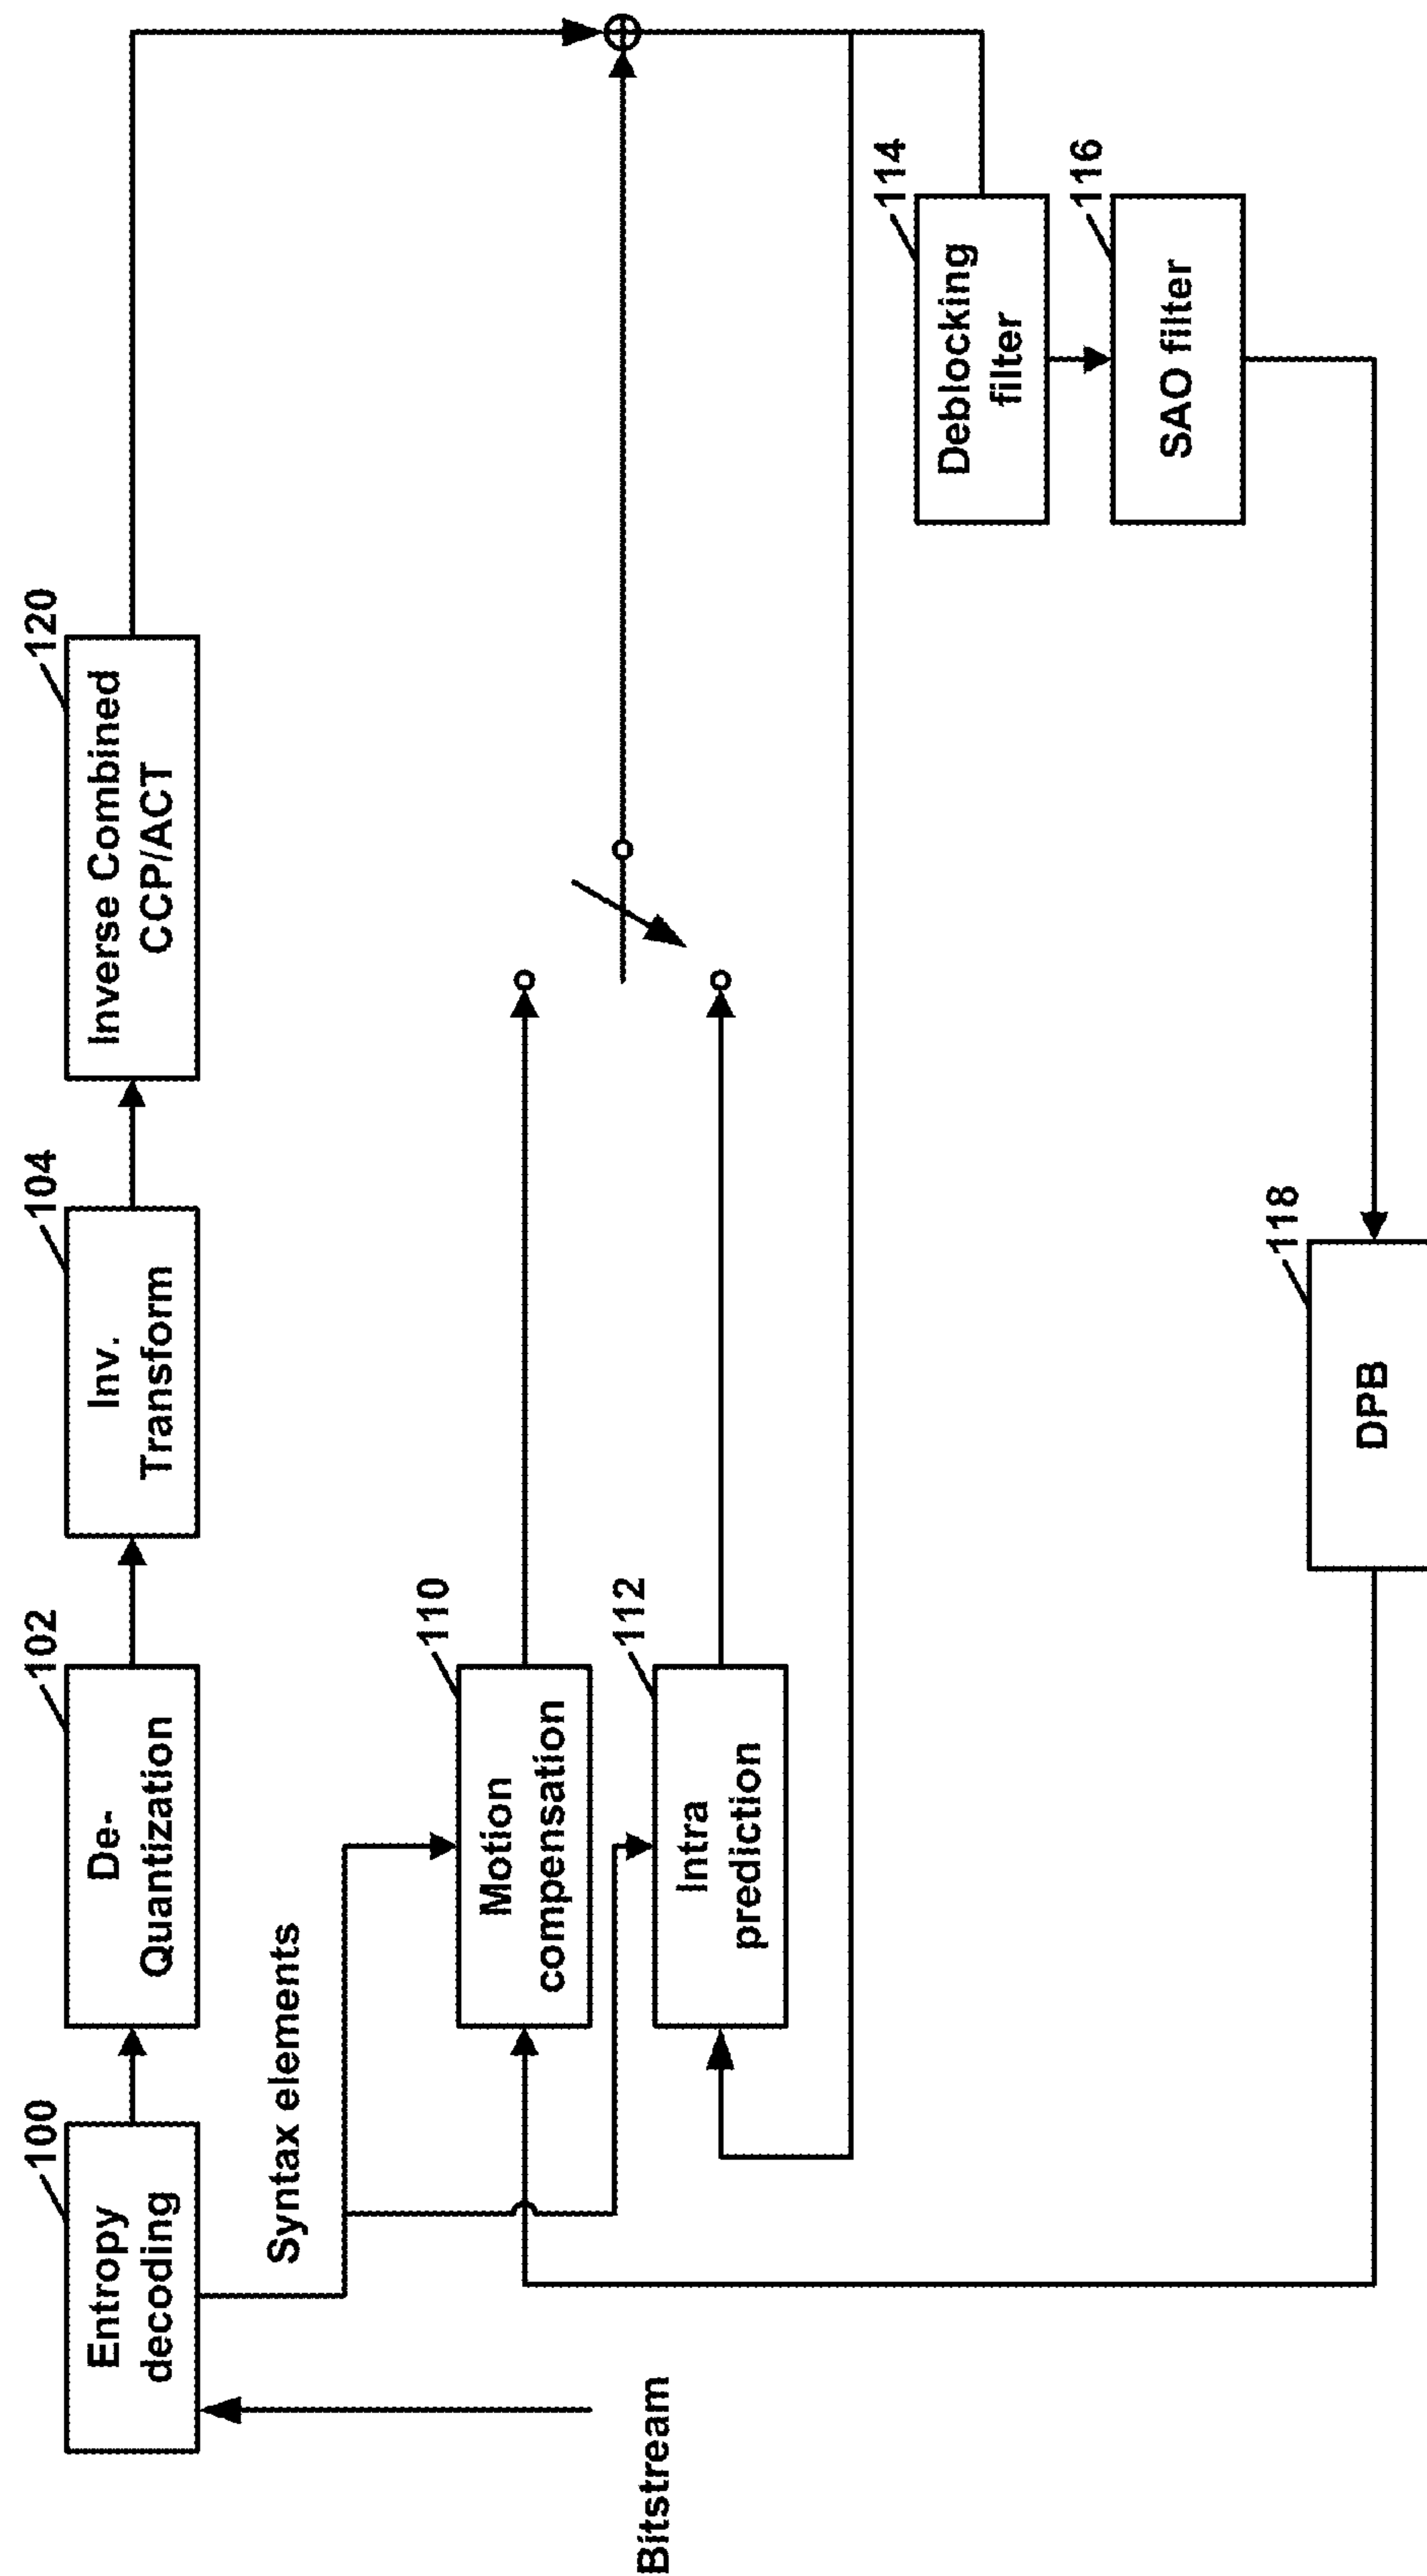 100
Entropy
decoding
102
De-
Quantization
104
Inv.
Transform
120
Inverse Combined
CCP/ACT
Syntax elements
110
Motion
compensation
112
Intra
prediction
Bitstream
114
Deblocking
filter
116
SAO filter
118
DPB